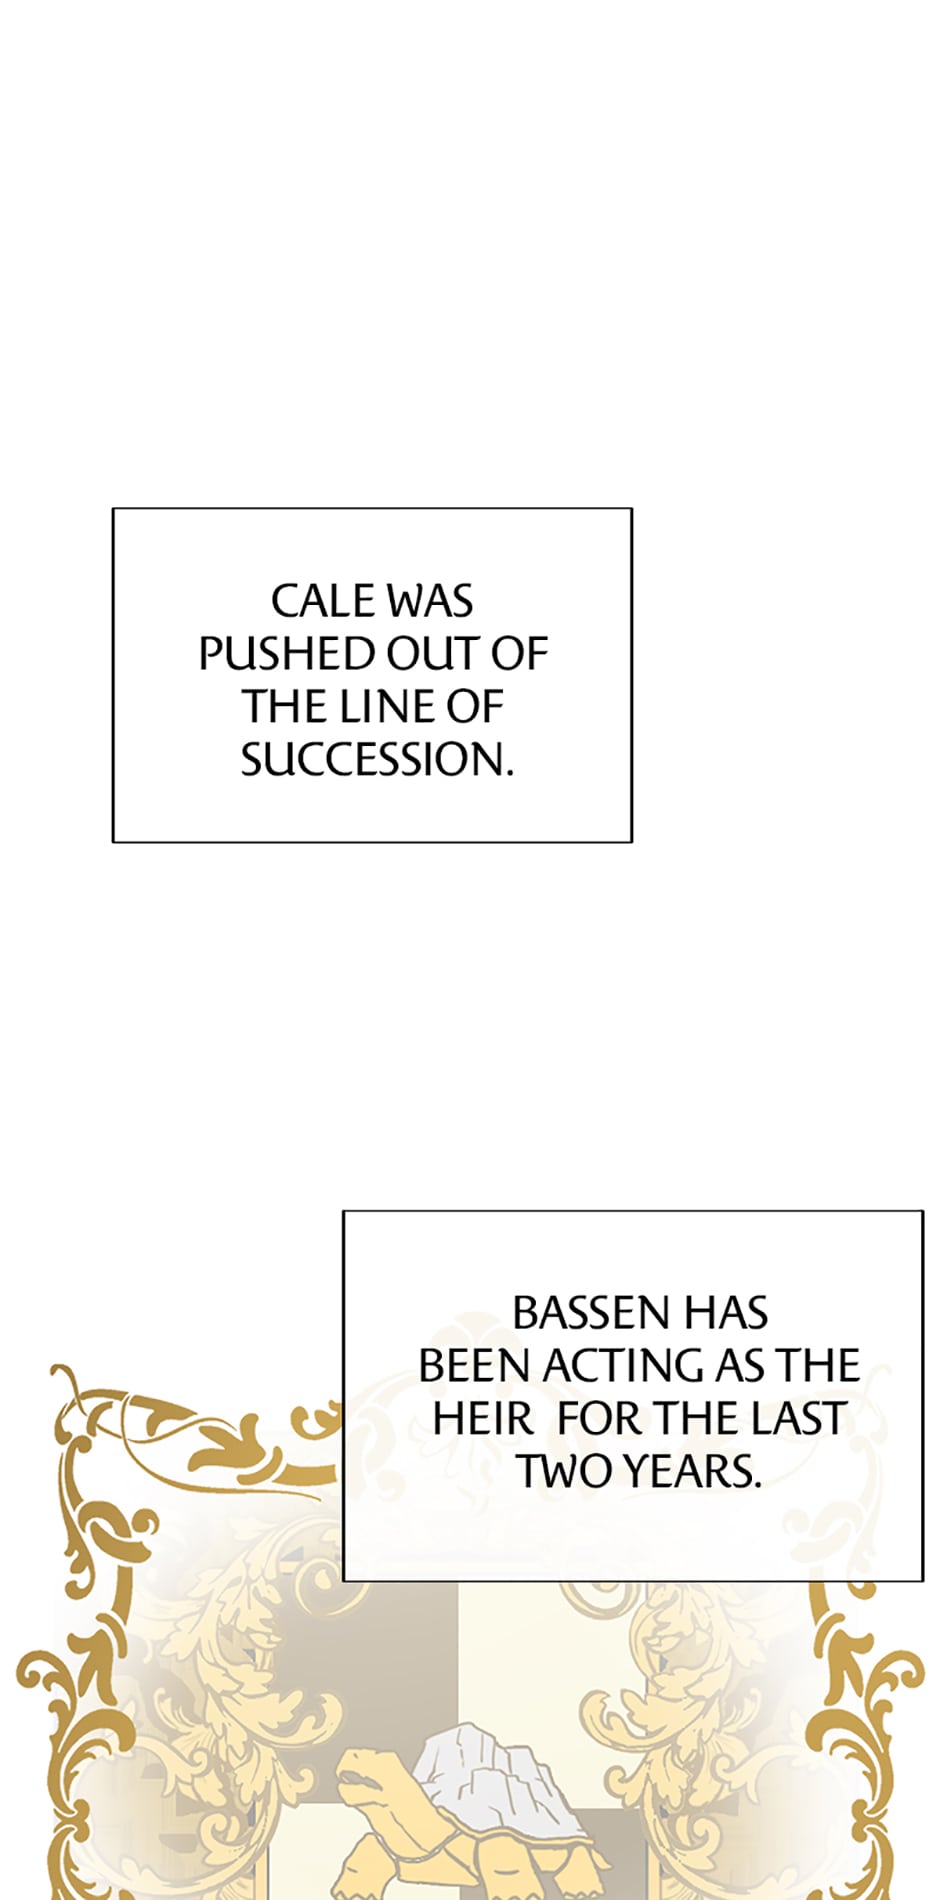 CALE WAS
PUSHED OUT OF
THE LINE OF
SUCCESSION.
BASSEN HAS
BEEN ACTING AS THE
HEIR FOR THE LAST
TWO YEARS.